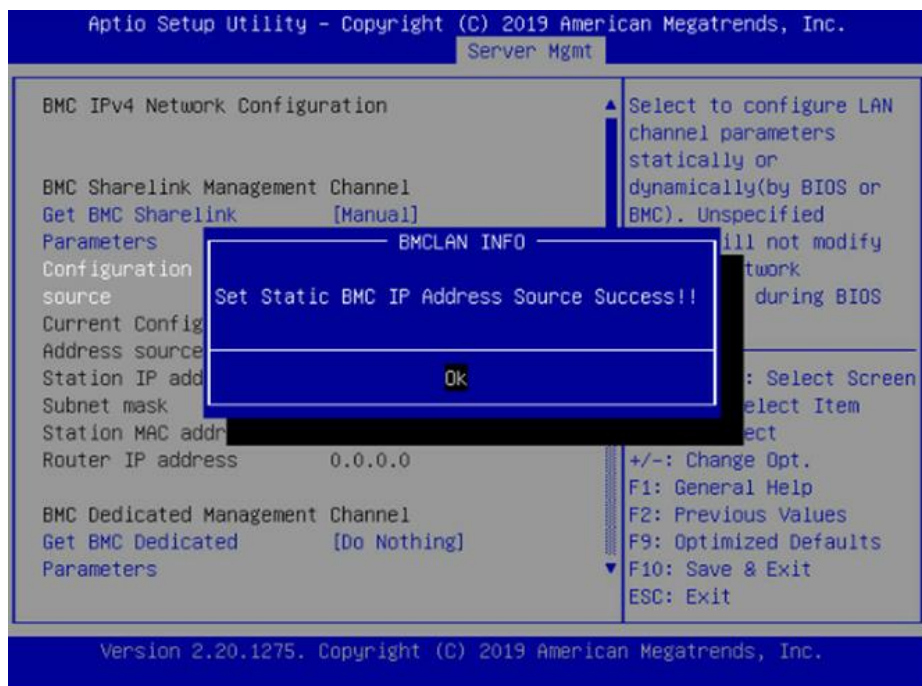 Aptio Setup Utility – Copyright (C) 2019 American Megatrends, Inc.
Server Mgmt
BMC IPv4 Network Configuration
BMC Sharelink Management Channel
Get BMC Sharelink [Manual]
Parameters
Configuration
source
Current Config
Address source
Station IP add
Subnet mask
Station MAC addr
Router IP address 0.0.0.0
BMC Dedicated Management Channel
Get BMC Dedicated [Do Nothing]
Parameters
BMCLAN INFO
Set Static BMC IP Address Source Success!!
Ok
Select to configure LAN
channel parameters
statically or
dynamically(by BIOS or
BMC). Unspecified
ill not modify
twork
during BIOS
: Select Screen
elect Item
ect
+/-: Change Opt.
F1: General Help
F2: Previous Values
F9: Optimized Defaults
F10: Save & Exit
ESC: Exit
Version 2.20.1275. Copyright (C) 2019 American Megatrends, Inc.